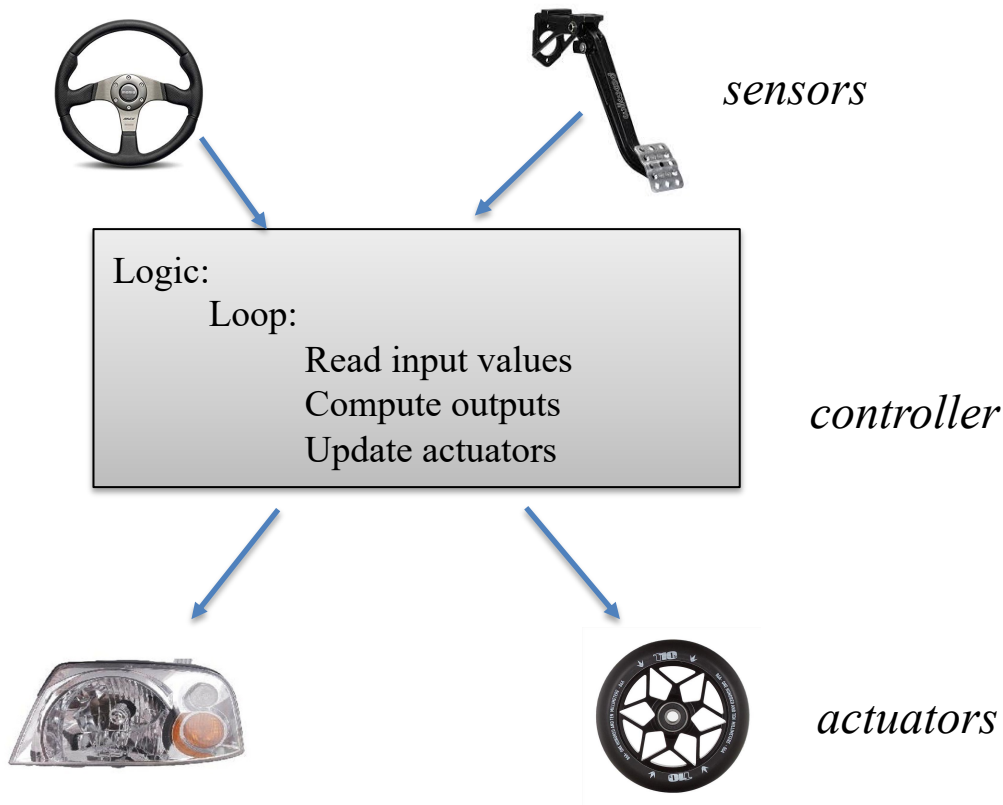 sensors
Logic:
Loop:
Read input values
Compute outputs
Update actuators
controller
actuators